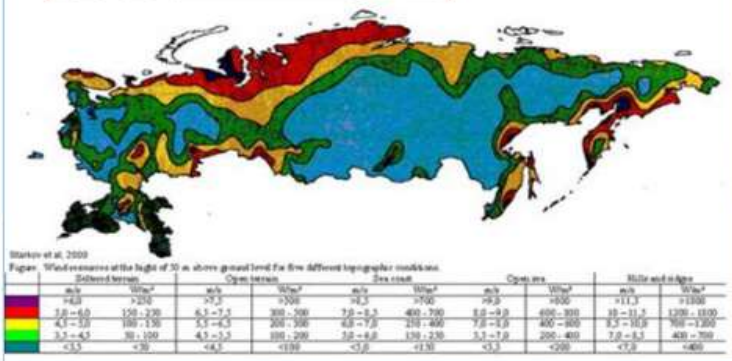 Starkov et al, 2000
Figure. Wind resources at the hight of 50 m above ground level for five different topographic conditions.
Sheltered terrain Open terrain Sea coast Open sea Hills and ridges
m/s W/m² m/s W/m² m/s W/m² m/s W/m² m/s W/m²
>6,0 >250 >7,5 >500 >8,5 >700 >9,0 >800 >11,5 >1800
5,0-6,0 150-250 6,5-7,5 300-500 7,0-8,5 400-700 8,0-9,0 600-800 10-11,5 1200-1800
4,5-5,0 100-150 5,5-6,5 200-300 6,0-7,0 250-400 7,0-8,0 400-600 8,5-10,0 700-1200
3,5-4,5 50-100 4,5-5,5 100-200 5,0-6,0 150-250 5,5-7,0 200-400 7,0-8,5 400-700
<3,5 <50 <4,5 <100 <5,0 <150 <5,5 <200 <7,0 <400